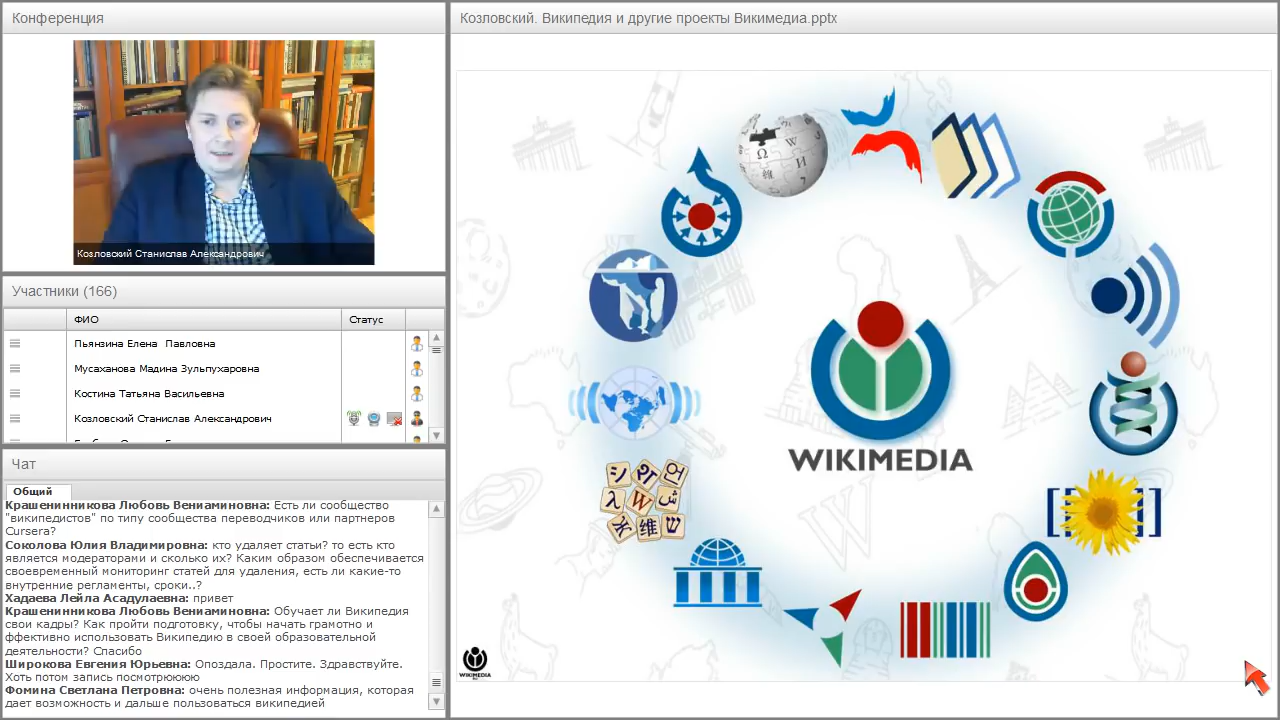 Конференция
Козловский Станислав Александрович
Участники (166)
ФИО
Статус
Пьянзина Елена Павловна
Мусаханова Мадина Зульпухаровна
Костина Татьяна Васильевна
Козловский Станислав Александрович
Чат
Общий
Крашенинникова Любовь Вениаминовна: Есть ли сообщество
"википедистов" по типу сообщества переводчиков или партнеров
Cursera?
Соколова Юлия Владимировна: кто удаляет статьи? то есть кто
является модераторами и сколько их? Каким образом обеспечивается
своевременный мониторинг статей для удаления, есть ли какие-то
внутренние регламенты, сроки..?
Хадаева Лейла Асадулаевна: привет
Крашенинникова Любовь Вениаминовна: Обучает ли Википедия
свои кадры? Как пройти подготовку, чтобы начать грамотно и
ффективно использовать Википедию в своей образовательной
деятельности? Спасибо
Широкова Евгения Юрьевна: Опоздала. Простите. Здравствуйте.
Хоть потом запись посмотрююююю
Фомина Светлана Петровна: очень полезная информация, которая
дает возможность и дальше пользоваться википедией
Козловский. Википедия и другие проекты Викимедиа.pptx
WIKIMEDIA
WIKIMEDIA